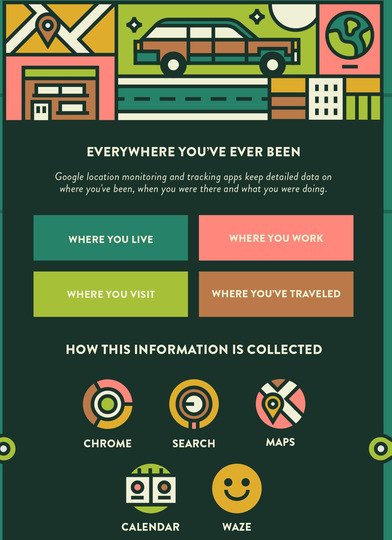 EVERYWHERE YOU'VE EVER BEEN
Google location monitoring and tracking apps keep detailed data on
where you've been, when you were there and what you were doing.
WHERE YOU LIVE
WHERE YOU WORK
WHERE YOU VISIT
WHERE YOU'VE TRAVELED
HOW THIS INFORMATION IS COLLECTED
CHROME
SEARCH
MAPS
CALENDAR
WAZE